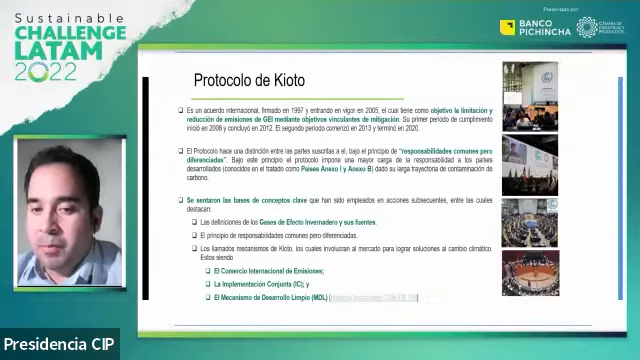 Sustainable
CHALLENGE
LATAM
2022
Presentado por:
BANCO
PICHINCHA
CÁMARA DE
INDUSTRIAS Y
PRODUCCIÓN
Protocolo de Kioto
Es un acuerdo internacional, firmado en 1997 y entrando en vigor en 2005, el cual tiene como objetivo la limitación y
reducción de emisiones de GEI mediante objetivos vinculantes de mitigación. Su primer periodo de cumplimiento
inició en 2008 y concluyó en 2012. El segundo periodo comenzó en 2013 y terminó en 2020.
El Protocolo hace una distinción entre las partes suscritas a el, bajo el principio de "responsabilidades comunes pero
diferenciadas". Bajo este principio el protocolo impone una mayor carga de la responsabilidad a los países
desarrollados (conocidos en el tratado como Países Anexo I y Anexo B) dado su larga trayectoria de contaminación de
carbono.
Se sentaron las bases de conceptos clave que han sido empleados en acciones subsecuentes, entre las cuales
destacan:
Las definiciones de los Gases de Efecto Invernadero y sus fuentes.
El principio de responsabilidades comunes pero diferenciadas.
Los llamados mecanismos de Kioto, los cuales involucran al mercado para lograr soluciones al cambio climático.
Estos siendo
El Comercio Internacional de Emisiones;
La Implementación Conjunta (IC); y
El Mecanismo de Desarrollo Limpio (MDL)
Presidencia CIP